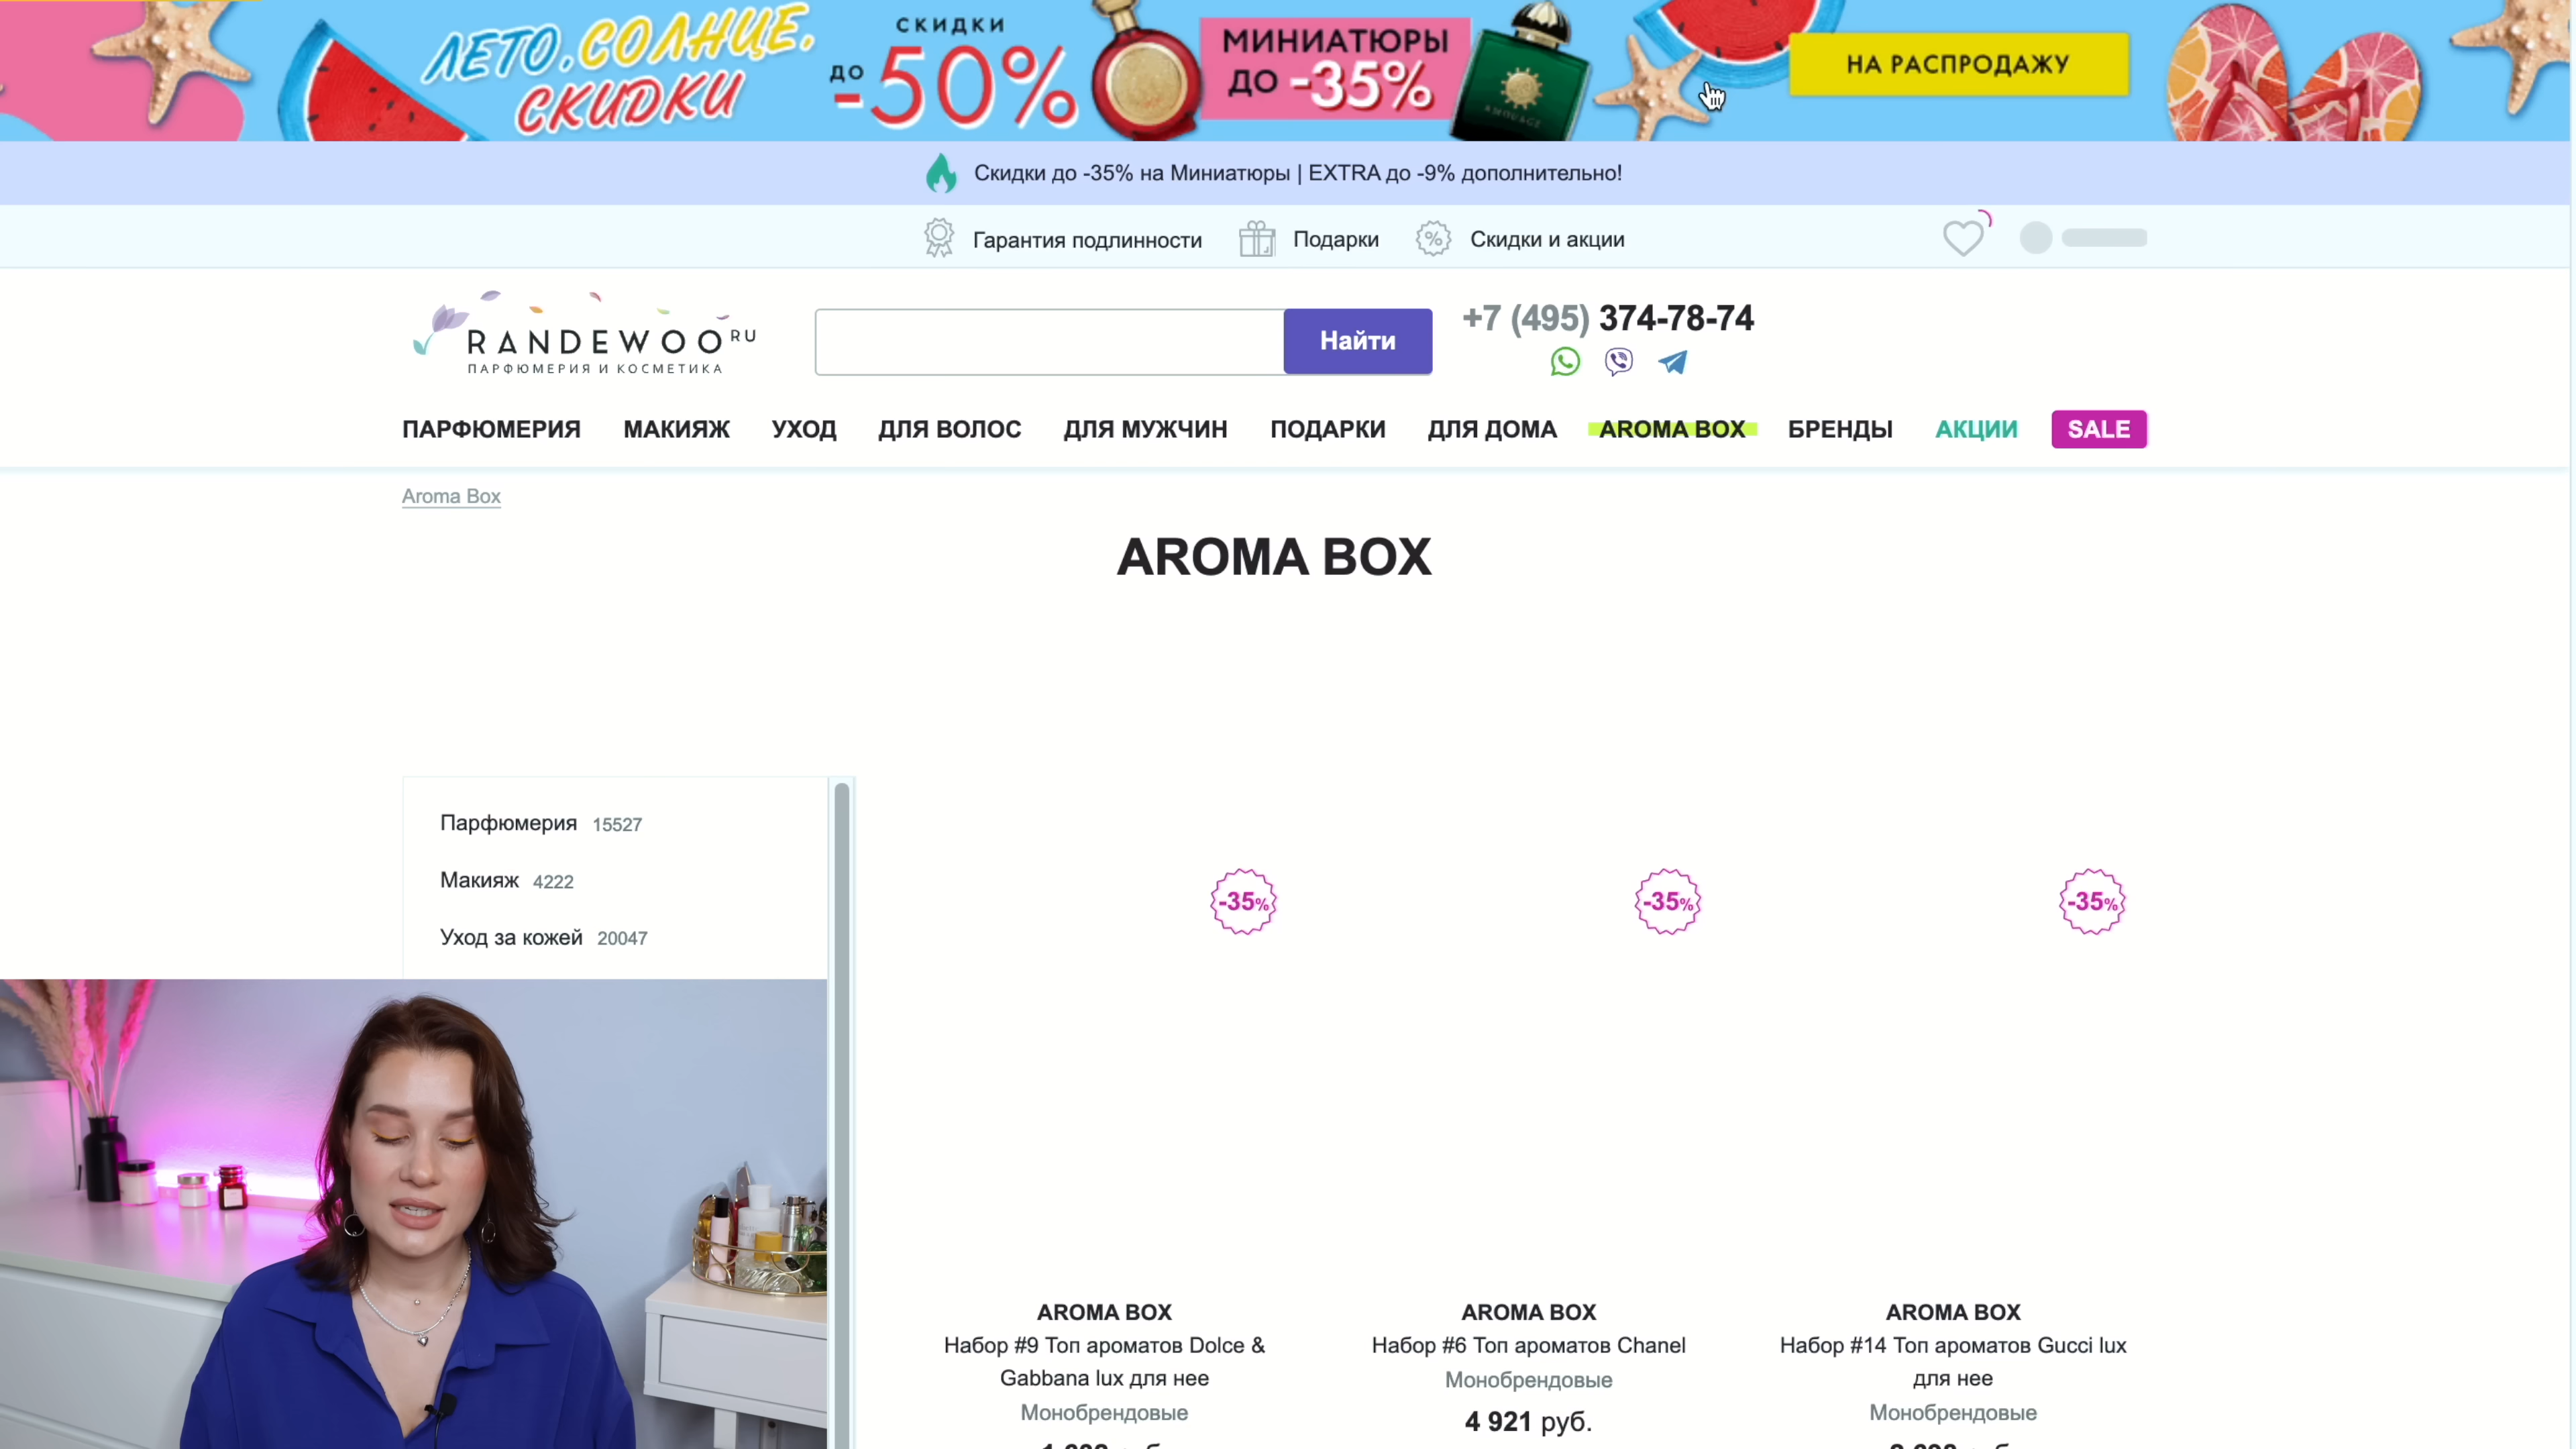 ЛЕТО. СОЛНЦЕ.
СКИДКИ
СКИДКИ
ДО -50%
МИНИАТЮРЫ
ДО -35%
AMOUAGE
НА РАСПРОДАЖУ
Скидки до -35% на Миниатюры | EXTRA до -9% дополнительно!
Гарантия подлинности
Подарки
Скидки и акции
RANDEWOO RU
ПАРФЮМЕРИЯ И КОСМЕТИКА
Найти
+7 (495) 374-78-74
ПАРФЮМЕРИЯ МАКИЯЖ УХОД ДЛЯ ВОЛОС ДЛЯ МУЖЧИН ПОДАРКИ ДЛЯ ДОМА AROMA BOX БРЕНДЫ АКЦИИ SALE
Aroma Box
AROMA BOX
Парфюмерия 15527
Макияж 4222
Уход за кожей 20047
-35%
-35%
-35%
AROMA BOX
Набор #9 Топ ароматов Dolce &
Gabbana lux для нее
Монобрендовые
AROMA BOX
Набор #6 Топ ароматов Chanel
Монобрендовые
4 921 руб.
AROMA BOX
Набор #14 Топ ароматов Gucci lux
для нее
Монобрендовые